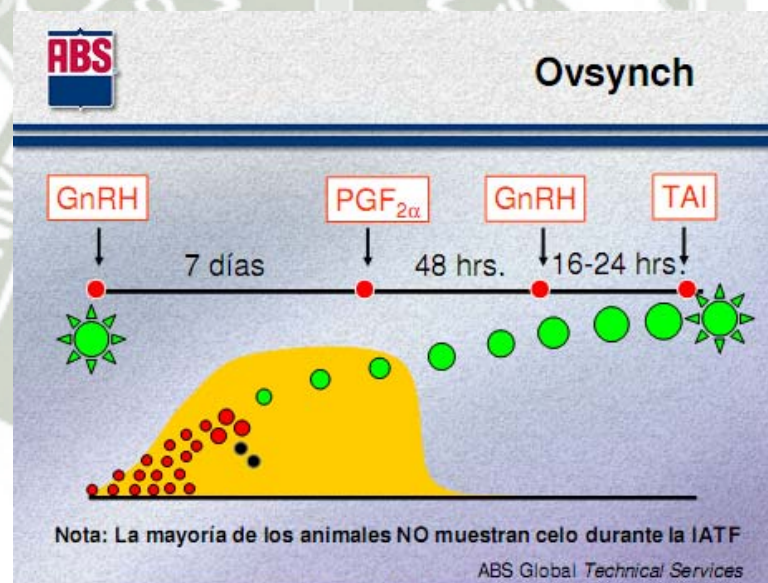 ABS
Ovsynch
GnRH PGF2α GnRH TAI
7 días 48 hrs. 16-24 hrs.
Nota: La mayoría de los animales NO muestran celo durante la IATF
ABS Global Technical Services